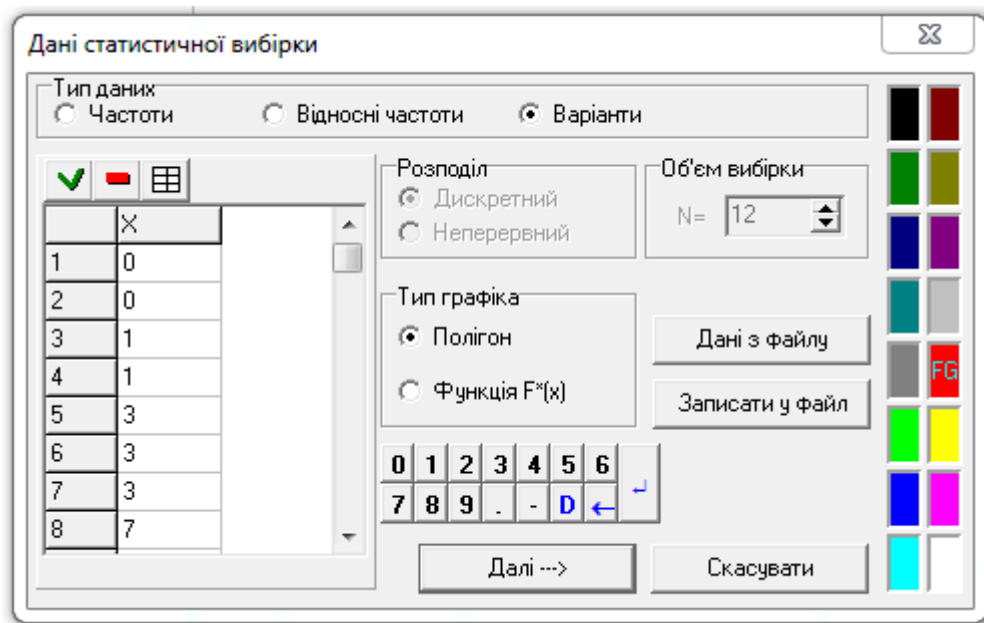 Дані статистичної вибірки
Тип даних
Частоти Відносні частоти Варіанти
X
1 0
2 0
3 1
4 1
5 3
6 3
7 3
8 7
Розподіл
Дискретний
Неперервний
Об'єм вибірки
N= 12
Тип графіка
Полігон
Функція F*(x)
Дані з файлу
Записати у файл
0 1 2 3 4 5 6
7 8 9 . - D ←
↵
Далі --->
Скасувати
FG